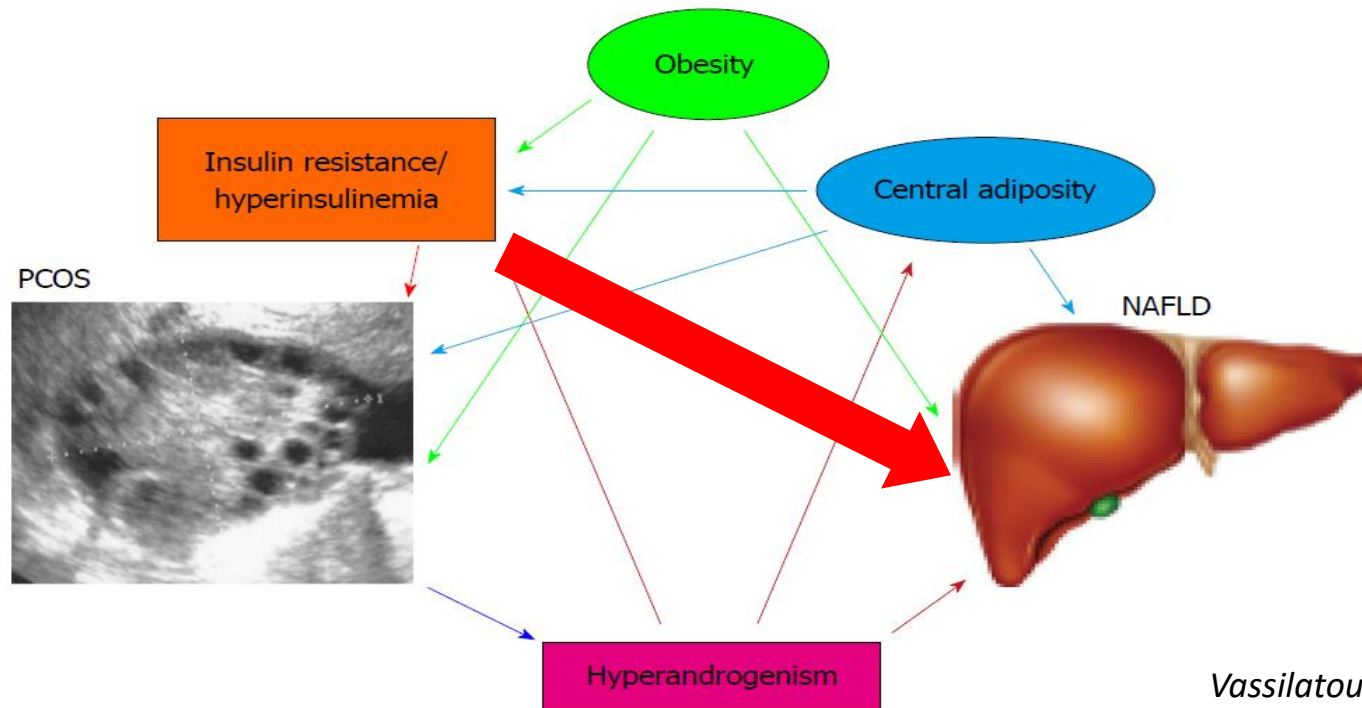 Obesity
Insulin resistance/
hyperinsulinemia
Central adiposity
PCOS
NAFLD
Hyperandrogenism
Vassilatou